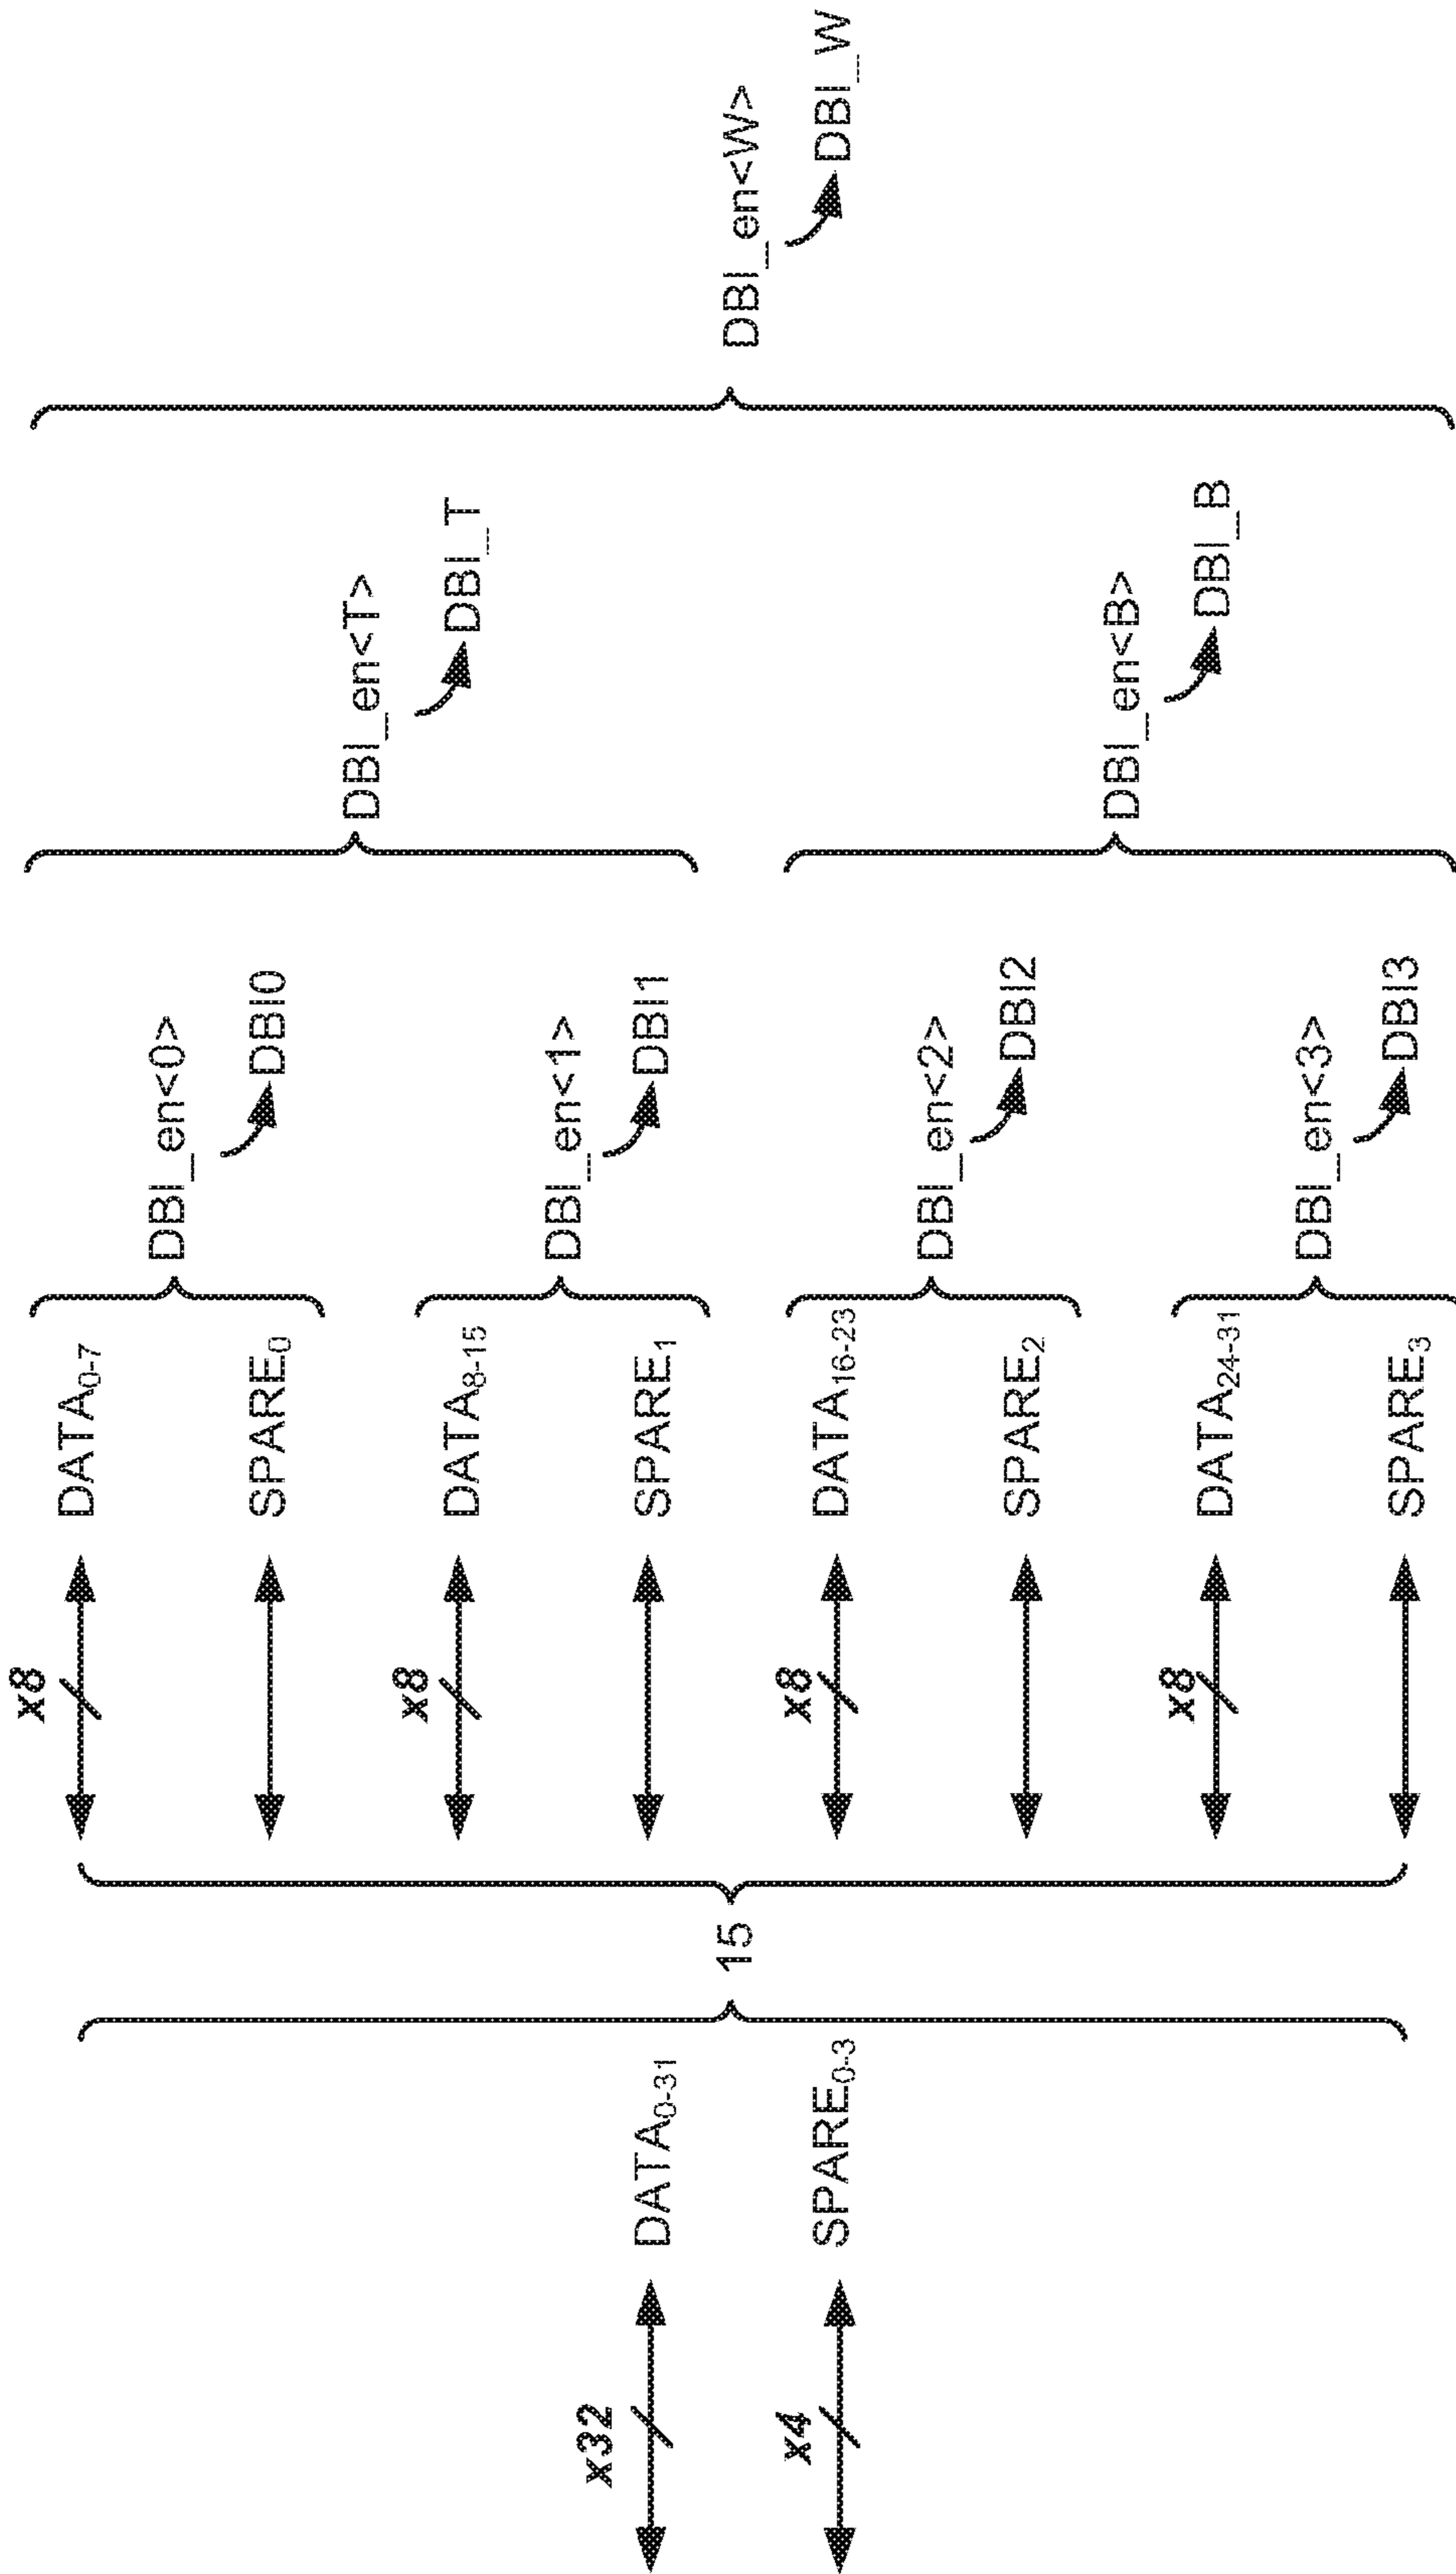 x32
DATA0-31
x4
SPARE0-3
15
x8
DATA0-7
SPARE0
x8
DATA8-15
SPARE1
x8
DATA16-23
SPARE2
x8
DATA24-31
SPARE3
DBI_en<0>
DBI0
DBI_en<1>
DBI1
DBI_en<2>
DBI2
DBI_en<3>
DBI3
DBI_en<T>
DBI_T
DBI_en<B>
DBI_B
DBI_en<W>
DBI_W